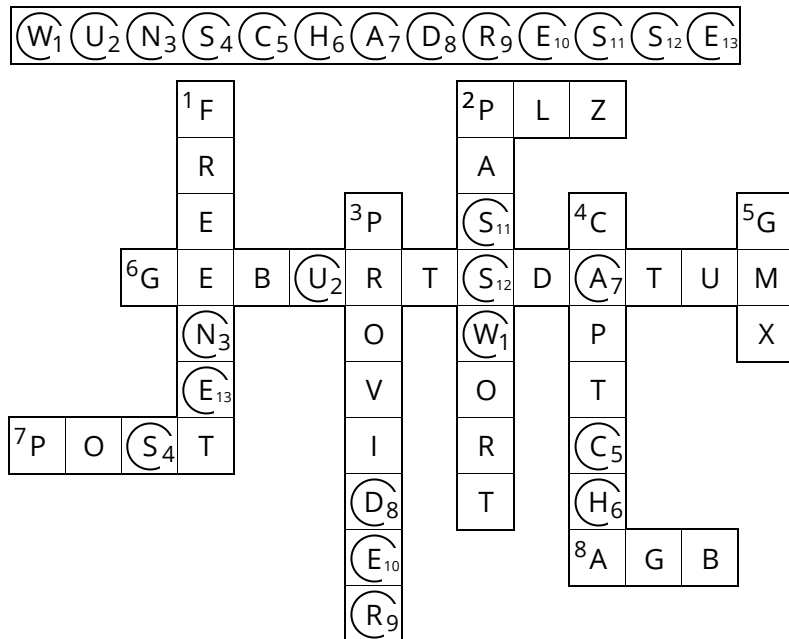 W1 U2 N3 S4 C5 H6 A7 D8 R9 E10 S11 S12 E13
1F 2P L Z
R A
E 3P S11 4C 5G
6G E B U2 R T S12 D A7 T U M
N3 O W1 P X
E13 V O T
7P O S4 T I R C5
D8 T H6
E10 8A G B
R9